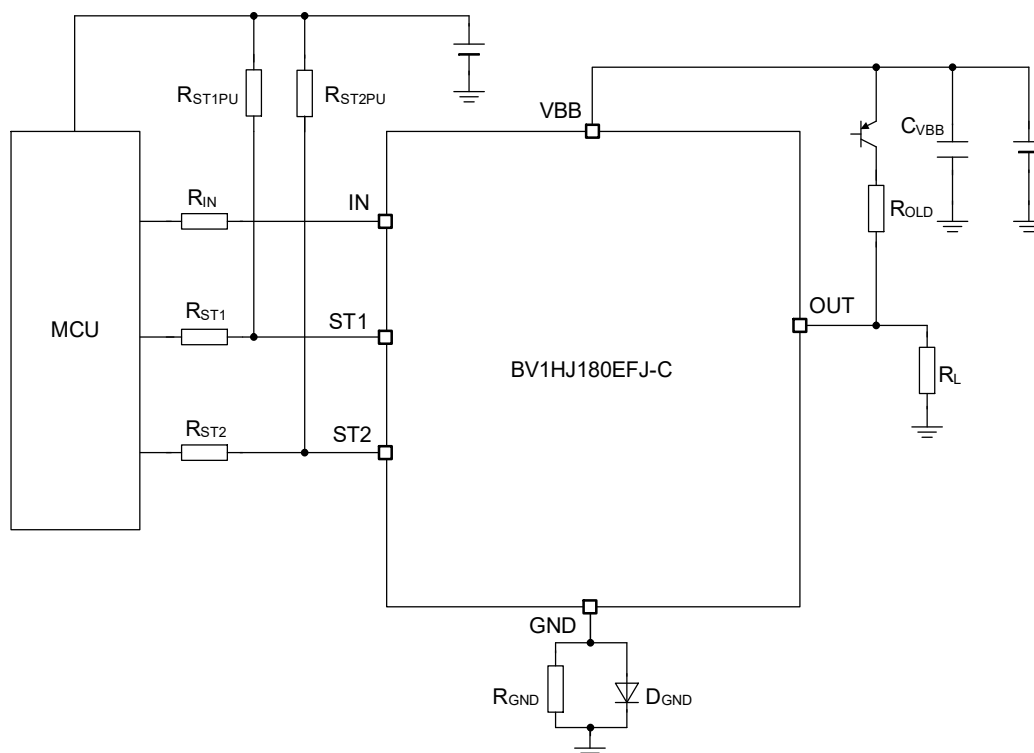 RST1PU
RST2PU
VBB
CVBB
RIN
IN
ROLD
MCU
RST1
ST1
OUT
BV1HJ180EFJ-C
RL
RST2
ST2
GND
RGND
DGND